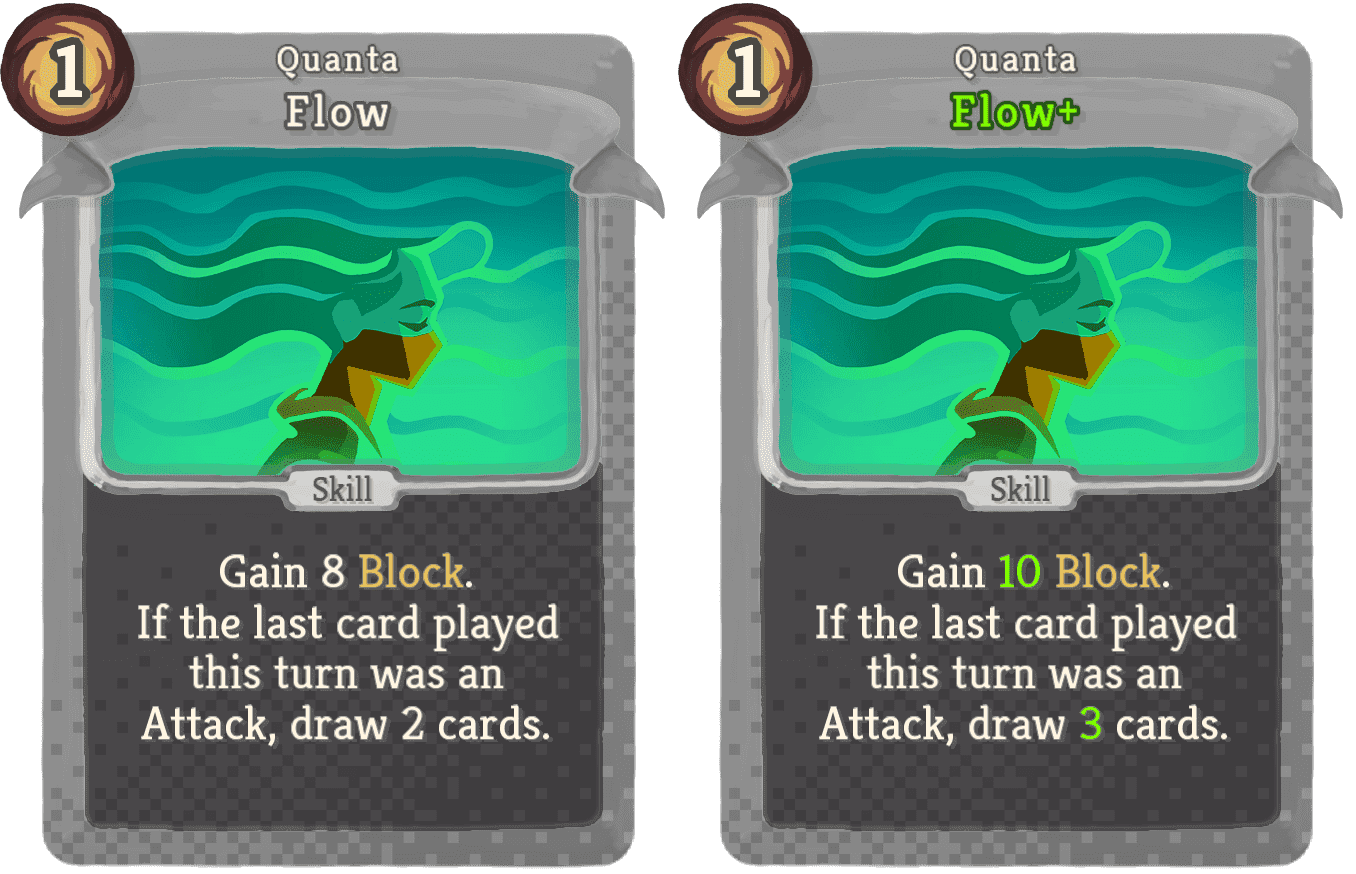 1
Quanta
Flow
Skill
Gain 8 Block.
If the last card played
this turn was an
Attack, draw 2 cards.
1
Quanta
Flow+
Skill
Gain 10 Block.
If the last card played
this turn was an
Attack, draw 3 cards.